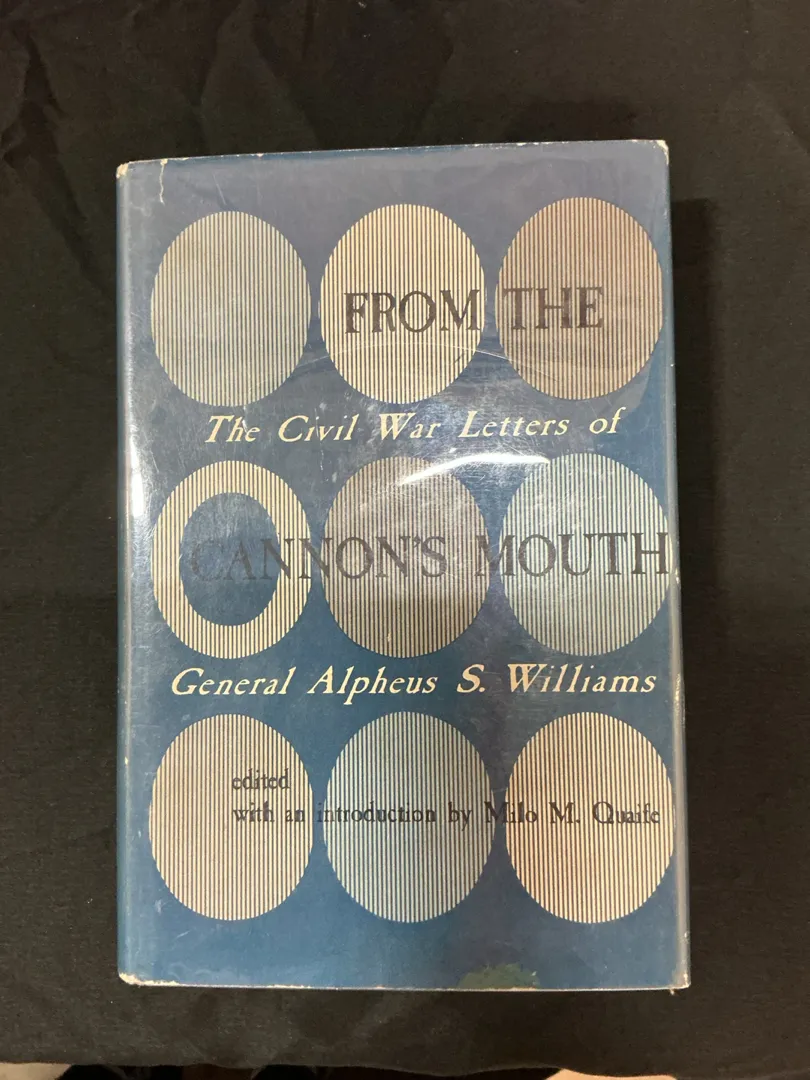 FROM THE
The Civil War Letters of
CANNON'S MOUTH
General Alpheus S. Williams
edited
with an introduction by Milo M. Quaife